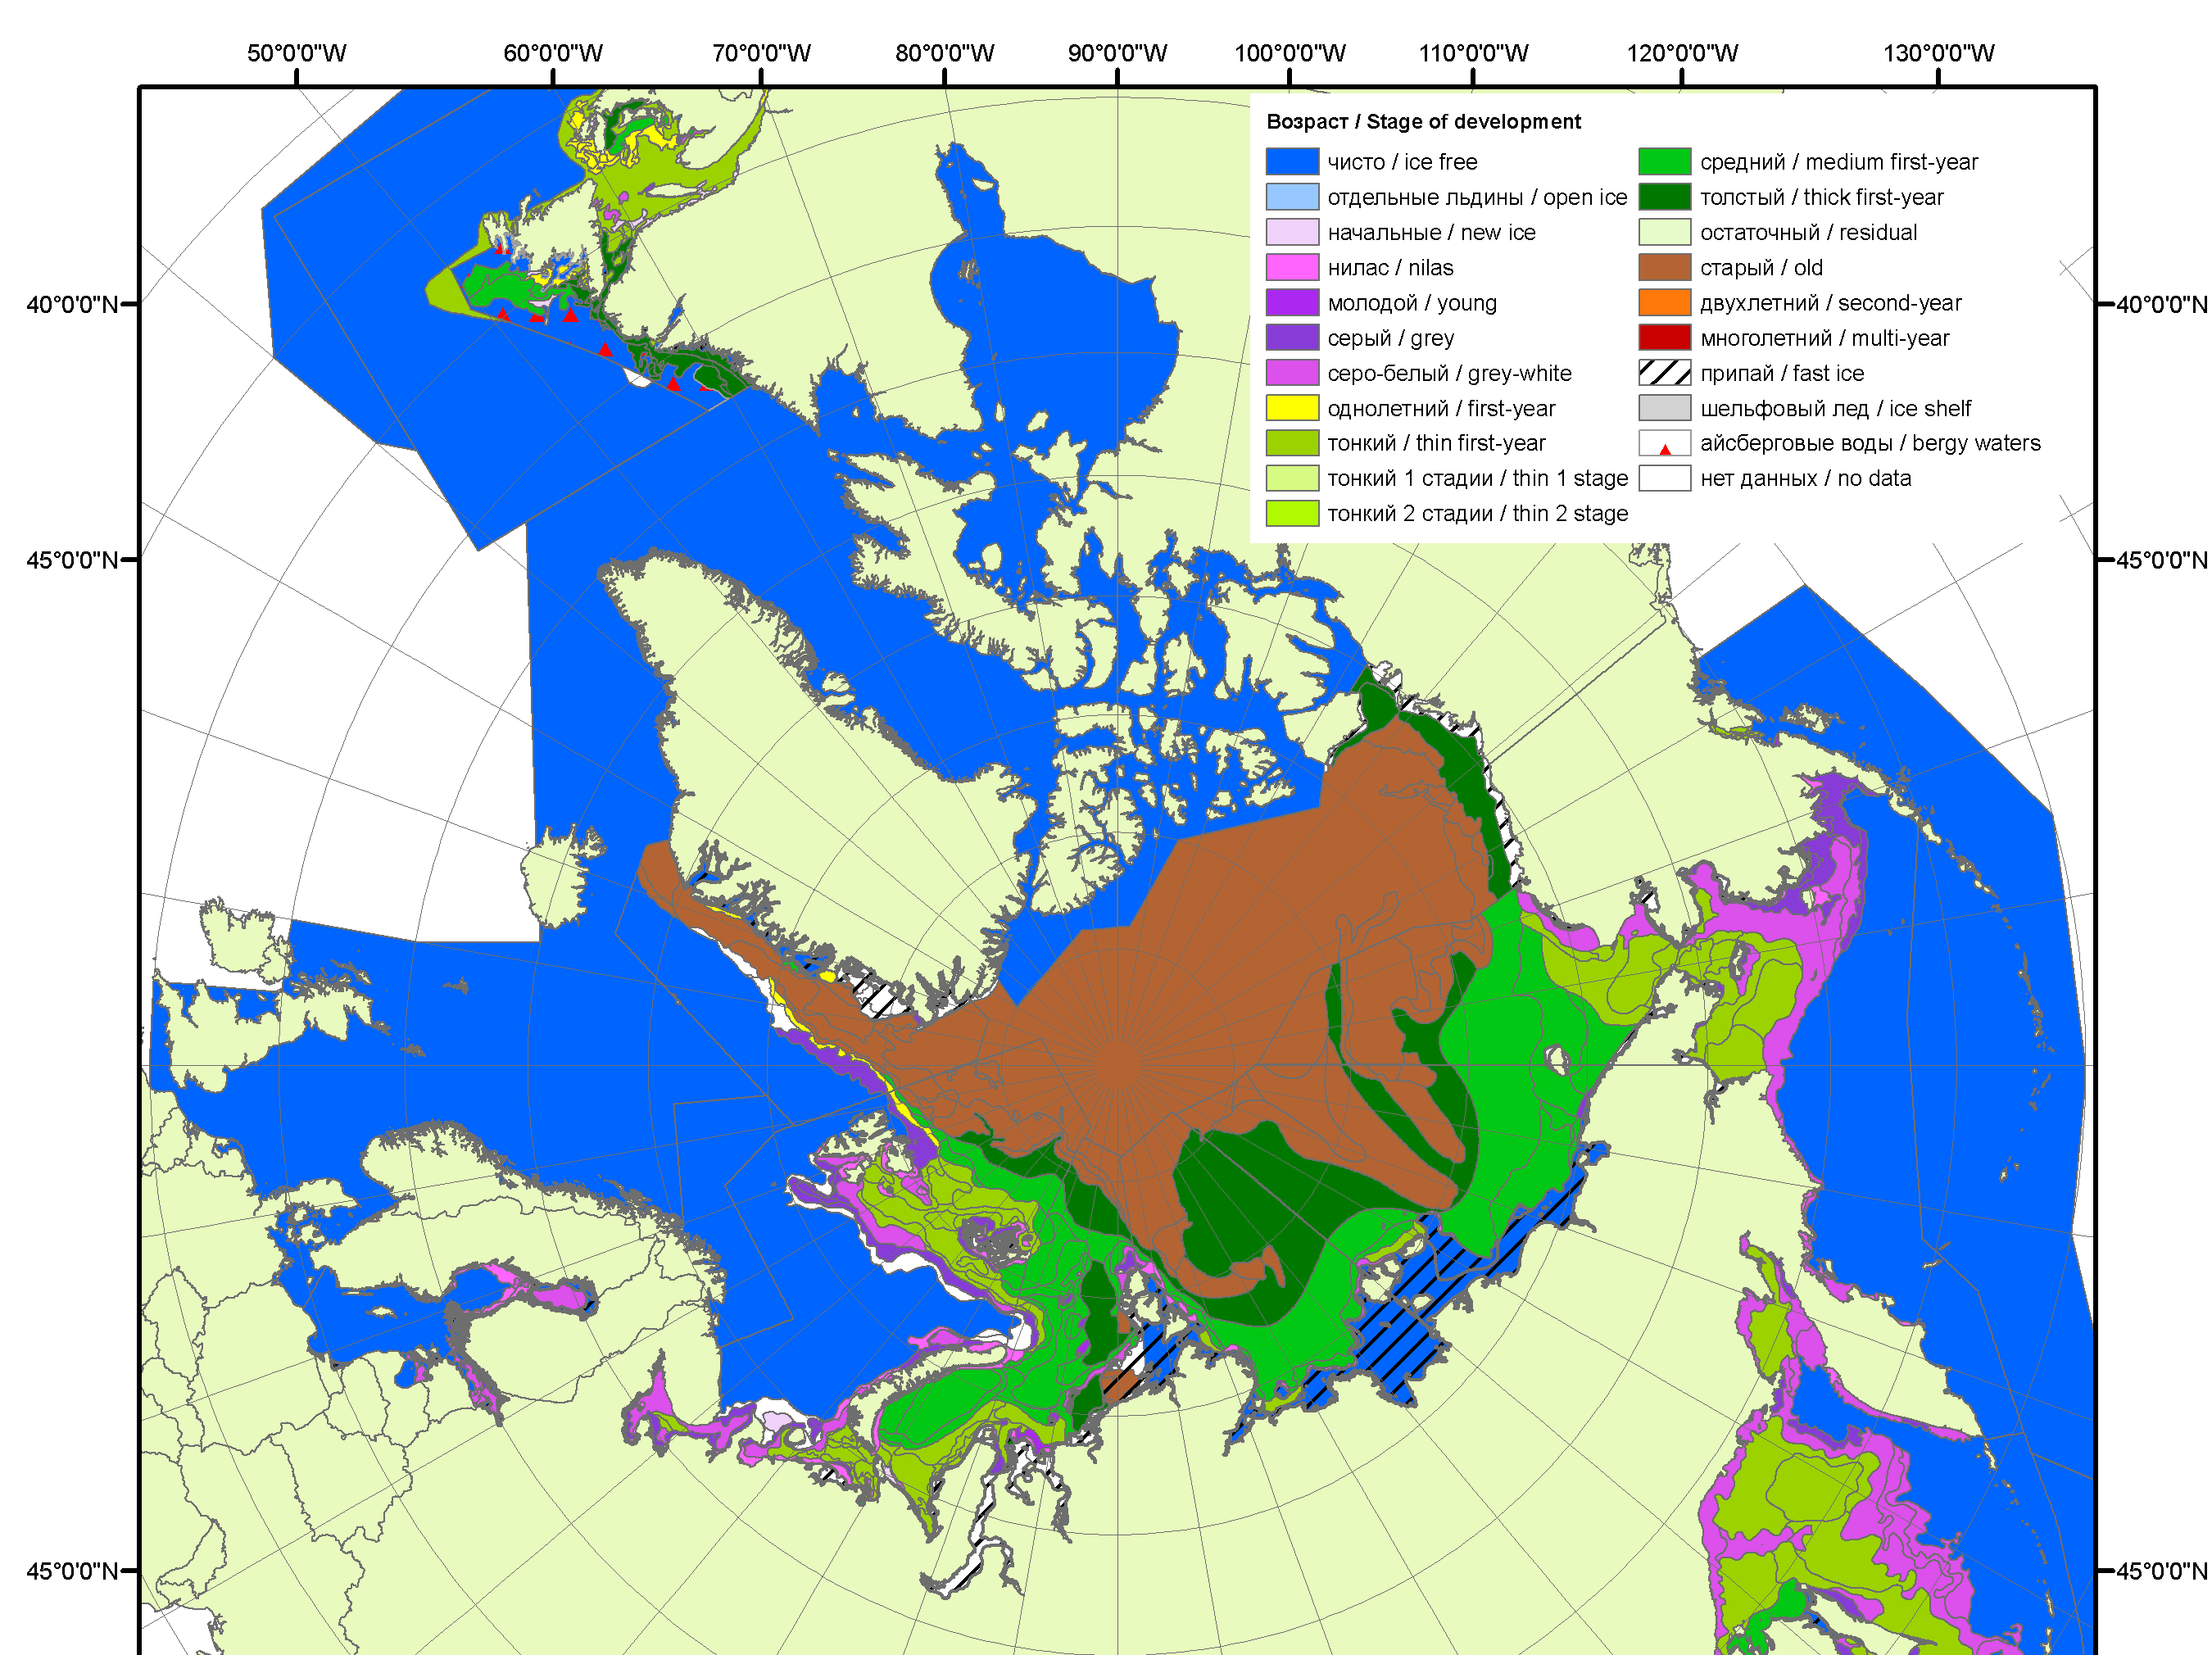 50°0'0"W 60°0'0"W 70°0'0"W 80°0'0"W 90°0'0"W 100°0'0"W 110°0'0"W 120°0'0"W 130°0'0"W
Возраст / Stage of development
чисто / ice free
отдельные льдины / open ice
начальные / new ice
нилас / nilas
молодой / young
серый / grey
серо-белый / grey-white
однолетний / first-year
тонкий / thin first-year
тонкий 1 стадии / thin 1 stage
тонкий 2 стадии / thin 2 stage
средний / medium first-year
толстый / thick first-year
остаточный / residual
старый / old
двухлетний / second-year
многолетний / multi-year
припай / fast ice
шельфовый лед / ice shelf
айсберговые воды / bergy waters
нет данных / no data
40°0'0"N 40°0'0"N
45°0'0"N 45°0'0"N
45°0'0"N 45°0'0"N